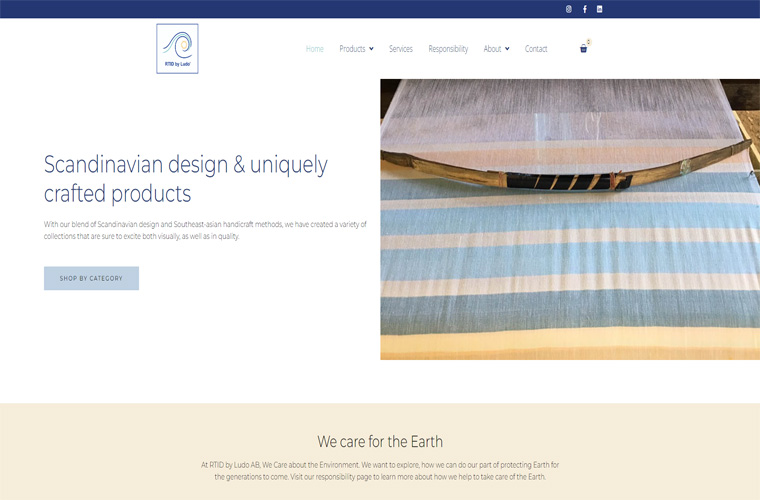 RTID by Ludo
Home Products Services Responsibility About Contact
0
Scandinavian design & uniquely
crafted products
With our blend of Scandinavian design and Southeast-asian handicraft methods, we have created a variety of
collections that are sure to excite both visually, as well as in quality.
SHOP BY CATEGORY
We care for the Earth
At RTID by Ludo AB, We Care about the Environment. We want to explore, how we can do our part of protecting Earth for
the generations to come. Visit our responsibility page to learn more about how we help to take care of the Earth.